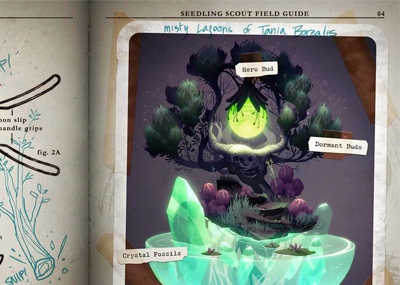 SEEDLING SCOUT FIELD GUIDE 04
misty Lagoons of Tania Borealis
Hero Bud
Dormant Buds
Crystal Fossils
slip
handle grips
fig. 2A
SNIP!